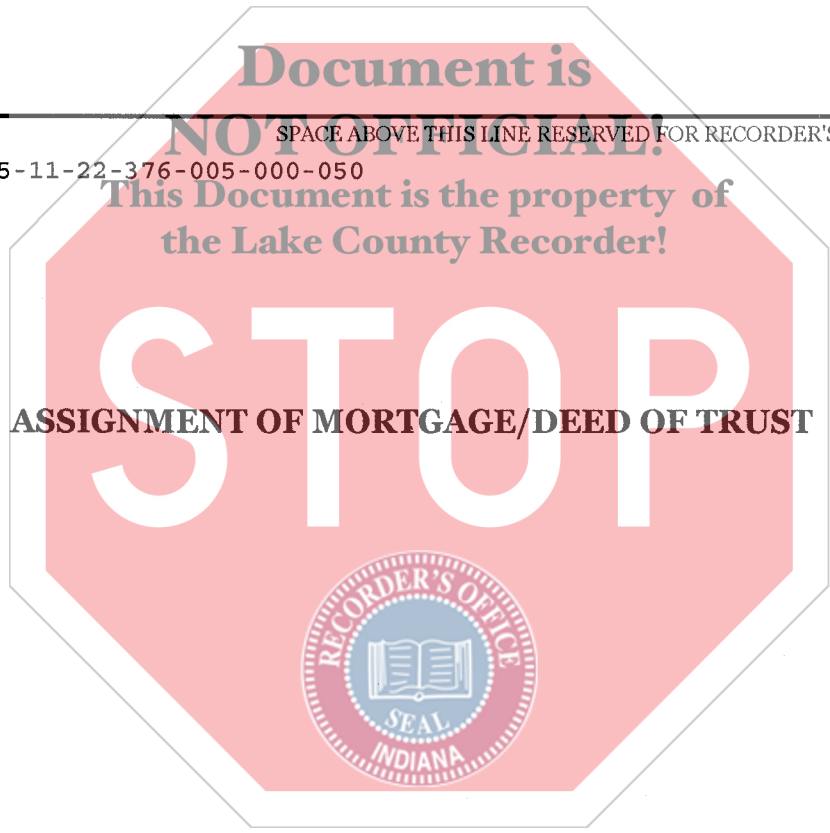 Document is
NOT OFFICIAL!
SPACE ABOVE THIS LINE RESERVED FOR RECORDER'S
5-11-22-376-005-000-050
This Document is the property of
the Lake County Recorder!
STOP
ASSIGNMENT OF MORTGAGE/DEED OF TRUST
RECORDER'S OFFICE
SEAL
INDIANA